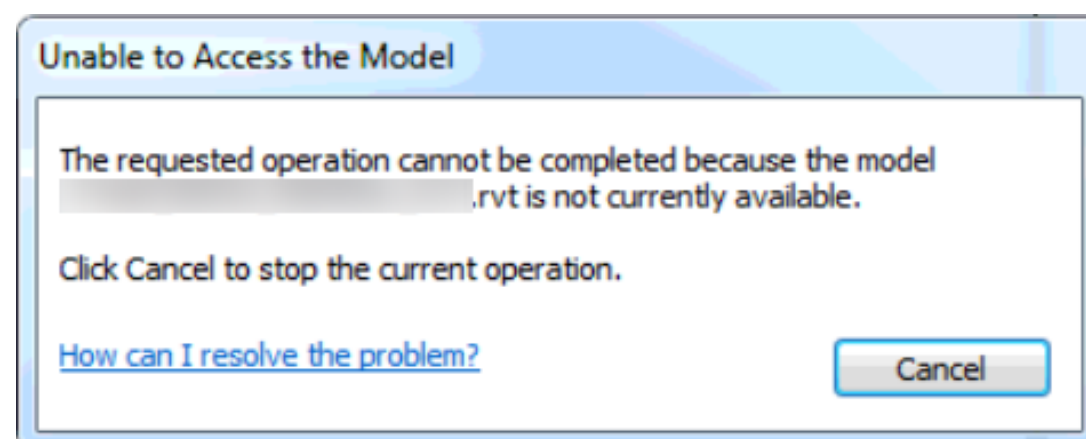 Unable to Access the Model
The requested operation cannot be completed because the model
.rvt is not currently available.
Click Cancel to stop the current operation.
How can I resolve the problem?
Cancel